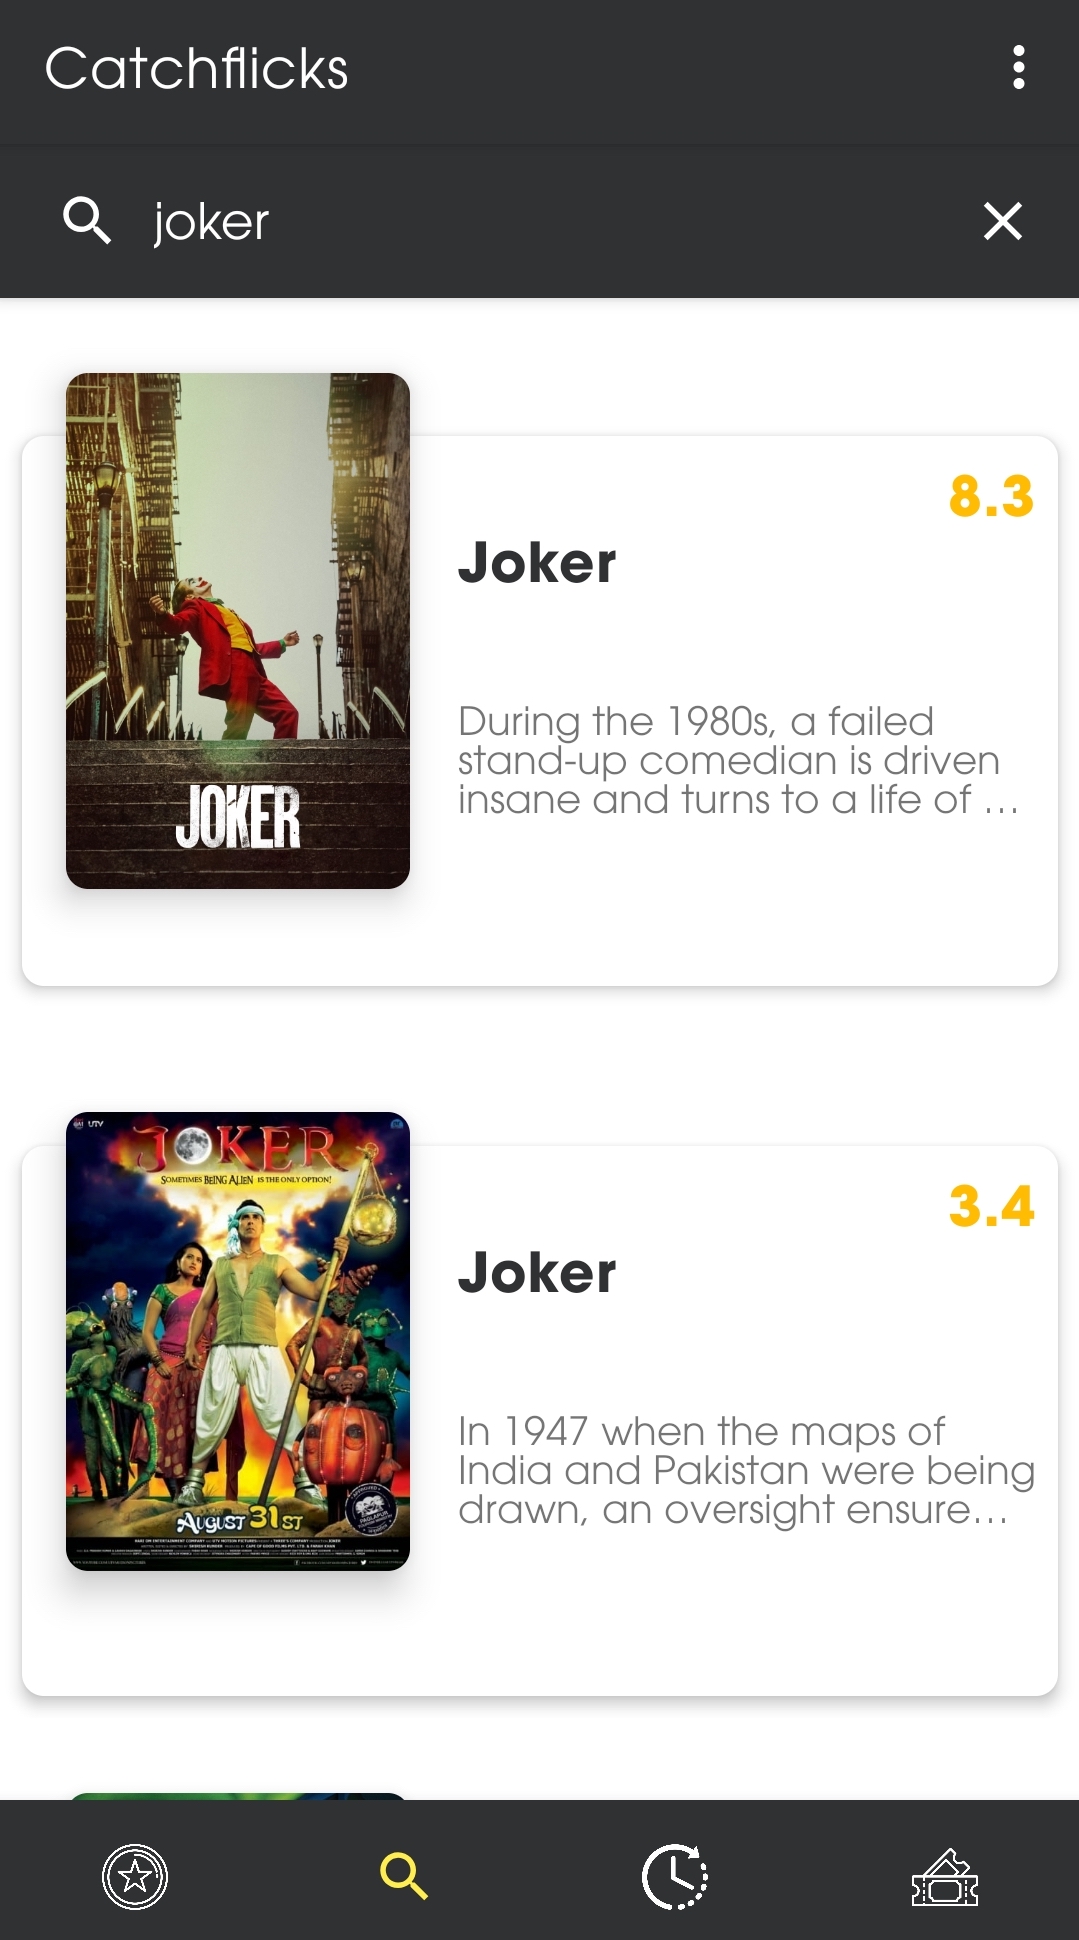 Catchflicks
joker
8.3
Joker
During the 1980s, a failed
stand-up comedian is driven
insane and turns to a life of ...
JOKER
UTV
JOKER
SOMETIMES BEING ALIEN IS THE ONLY OPTION!
3.4
Joker
In 1947 when the maps of
India and Pakistan were being
drawn, an oversight ensure...
AUGUST 31ST